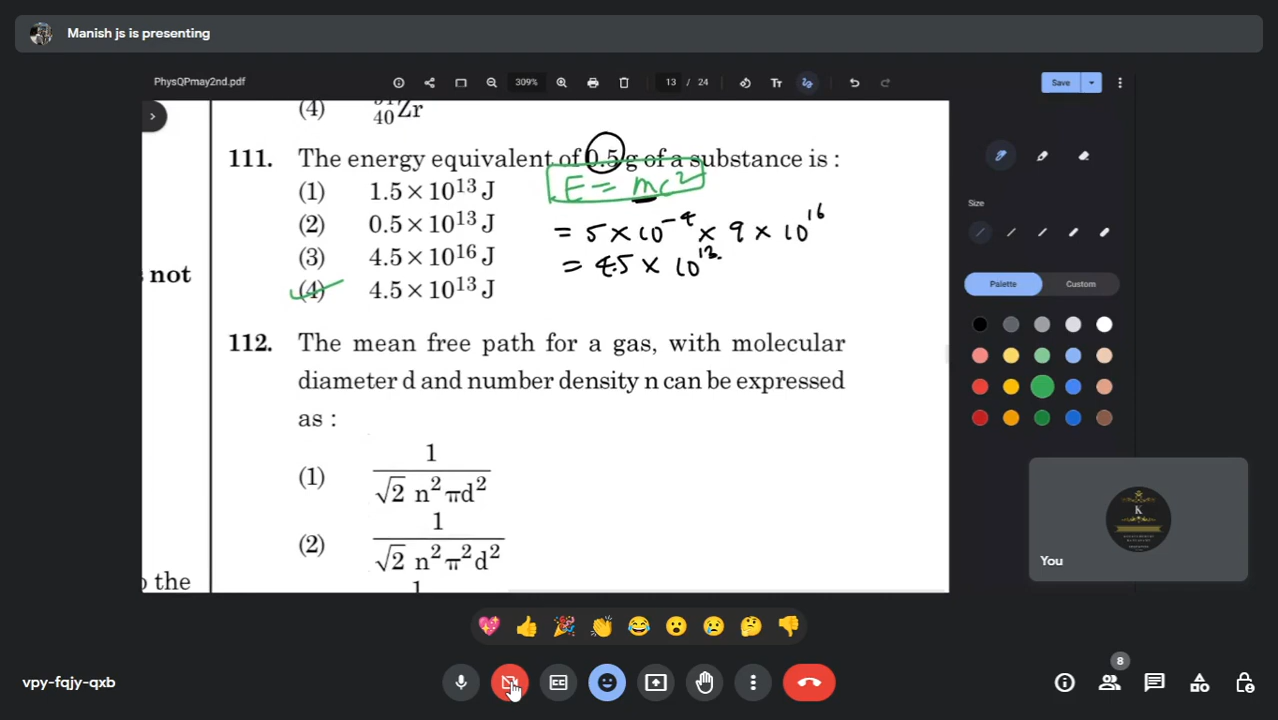 Manish js is presenting
PhysQPmay2nd.pdf
309%
13 / 24
Tт
Save
(4) 40Zr
111. The energy equivalent of 0.5 g of a substance is :
E = mc²
(1) 1.5 × 10¹³ J
(2) 0.5 × 10¹³ J
= 5 × 10⁻⁴ × 9 × 10¹⁶
(3) 4.5 × 10¹⁶ J
= 4.5 × 10¹³
(4) 4.5 × 10¹³ J
s not
112. The mean free path for a gas, with molecular
diameter d and number density n can be expressed
as :
(1) 1
√2 n²πd²
(2) 1
√2 n²π²d²
1
o the
Size
Palette
Custom
K
You
vpy-fqjy-qxb
8